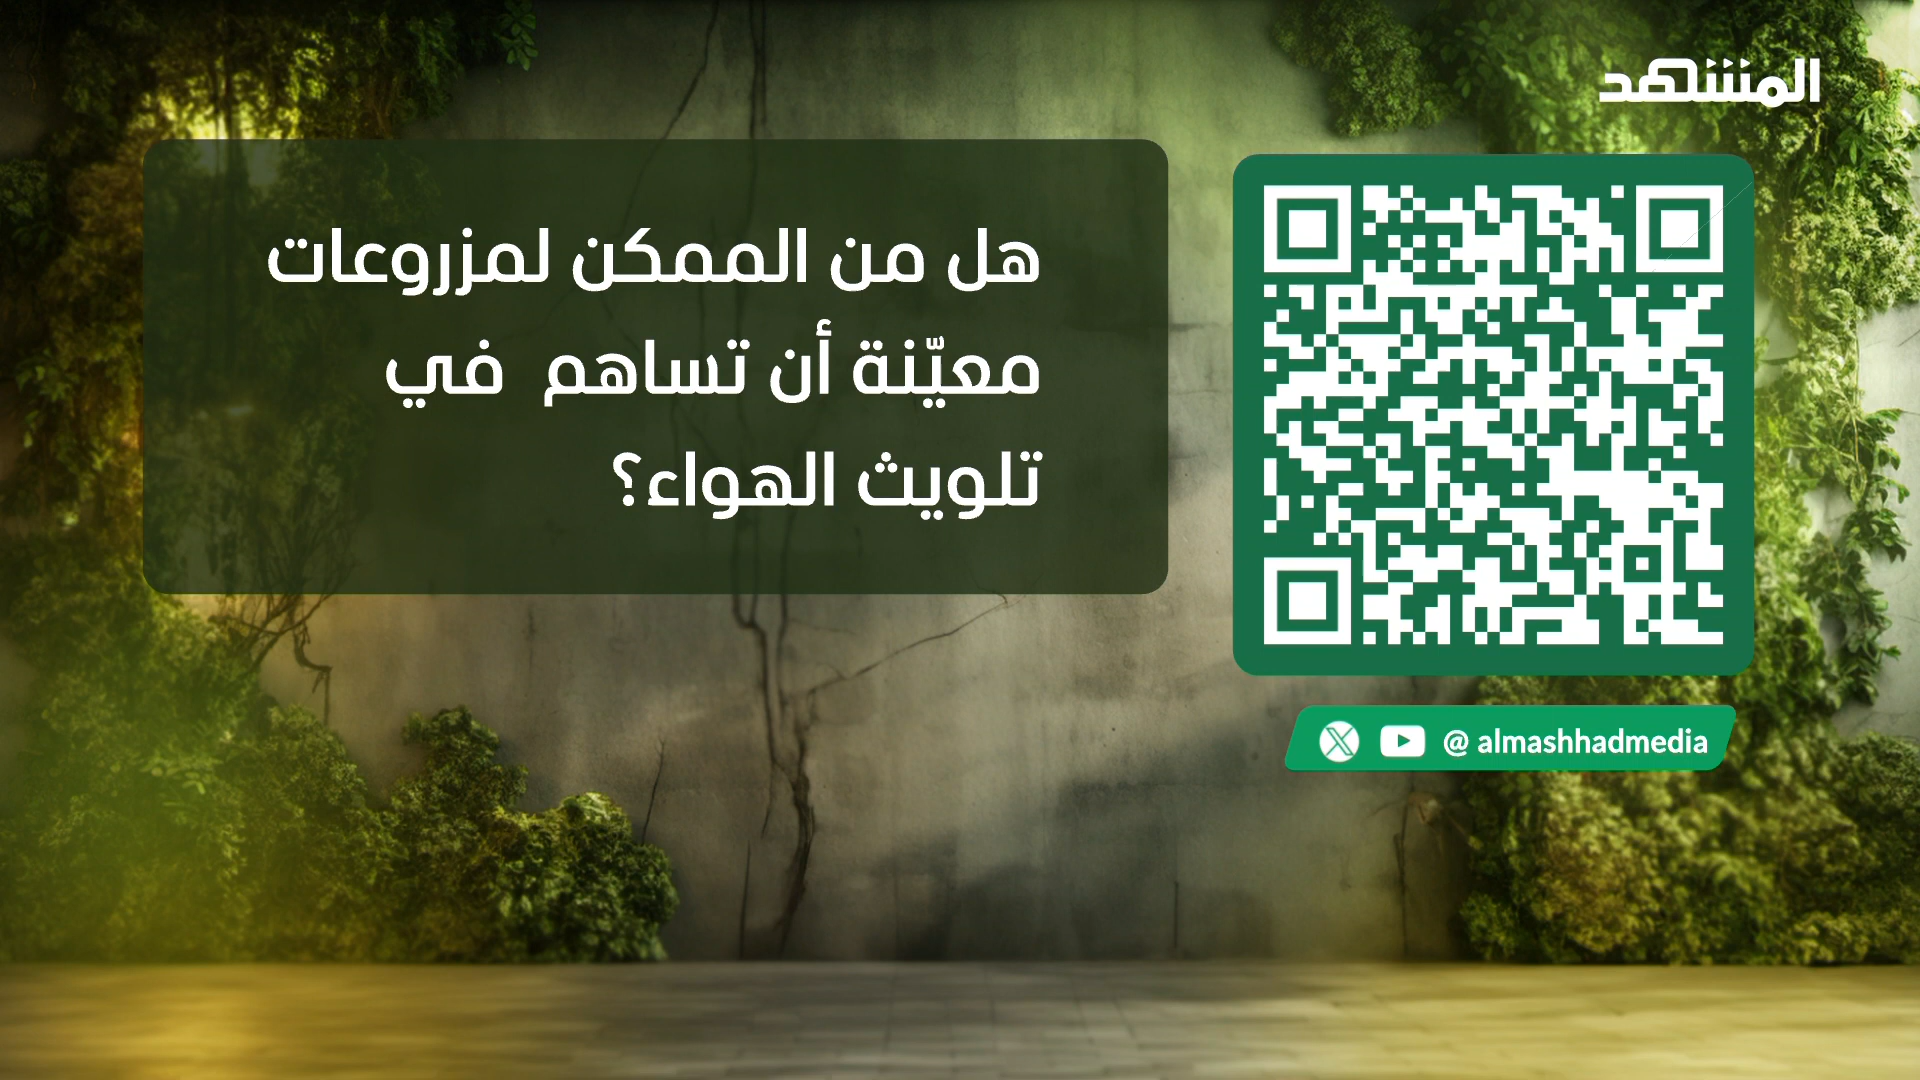 المشهد
هل من الممكن لمزروعات
معيّنة أن تساهم في
تلويث الهواء؟
@ almashhadmedia